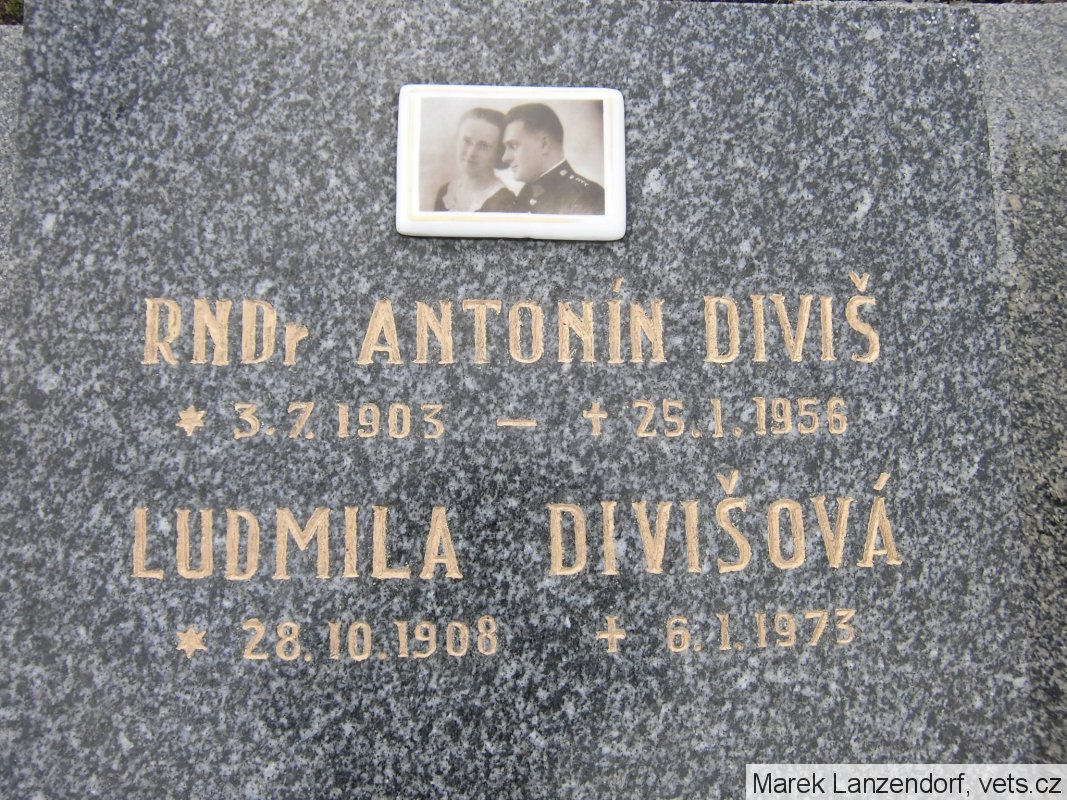 RNDr ANTONÍN DIVIŠ
* 3.7.1903 — + 25.1.1956
LUDMILA DIVIŠOVÁ
* 28.10.1908 + 6.1.1973
Marek Lanzendorf, vets.cz